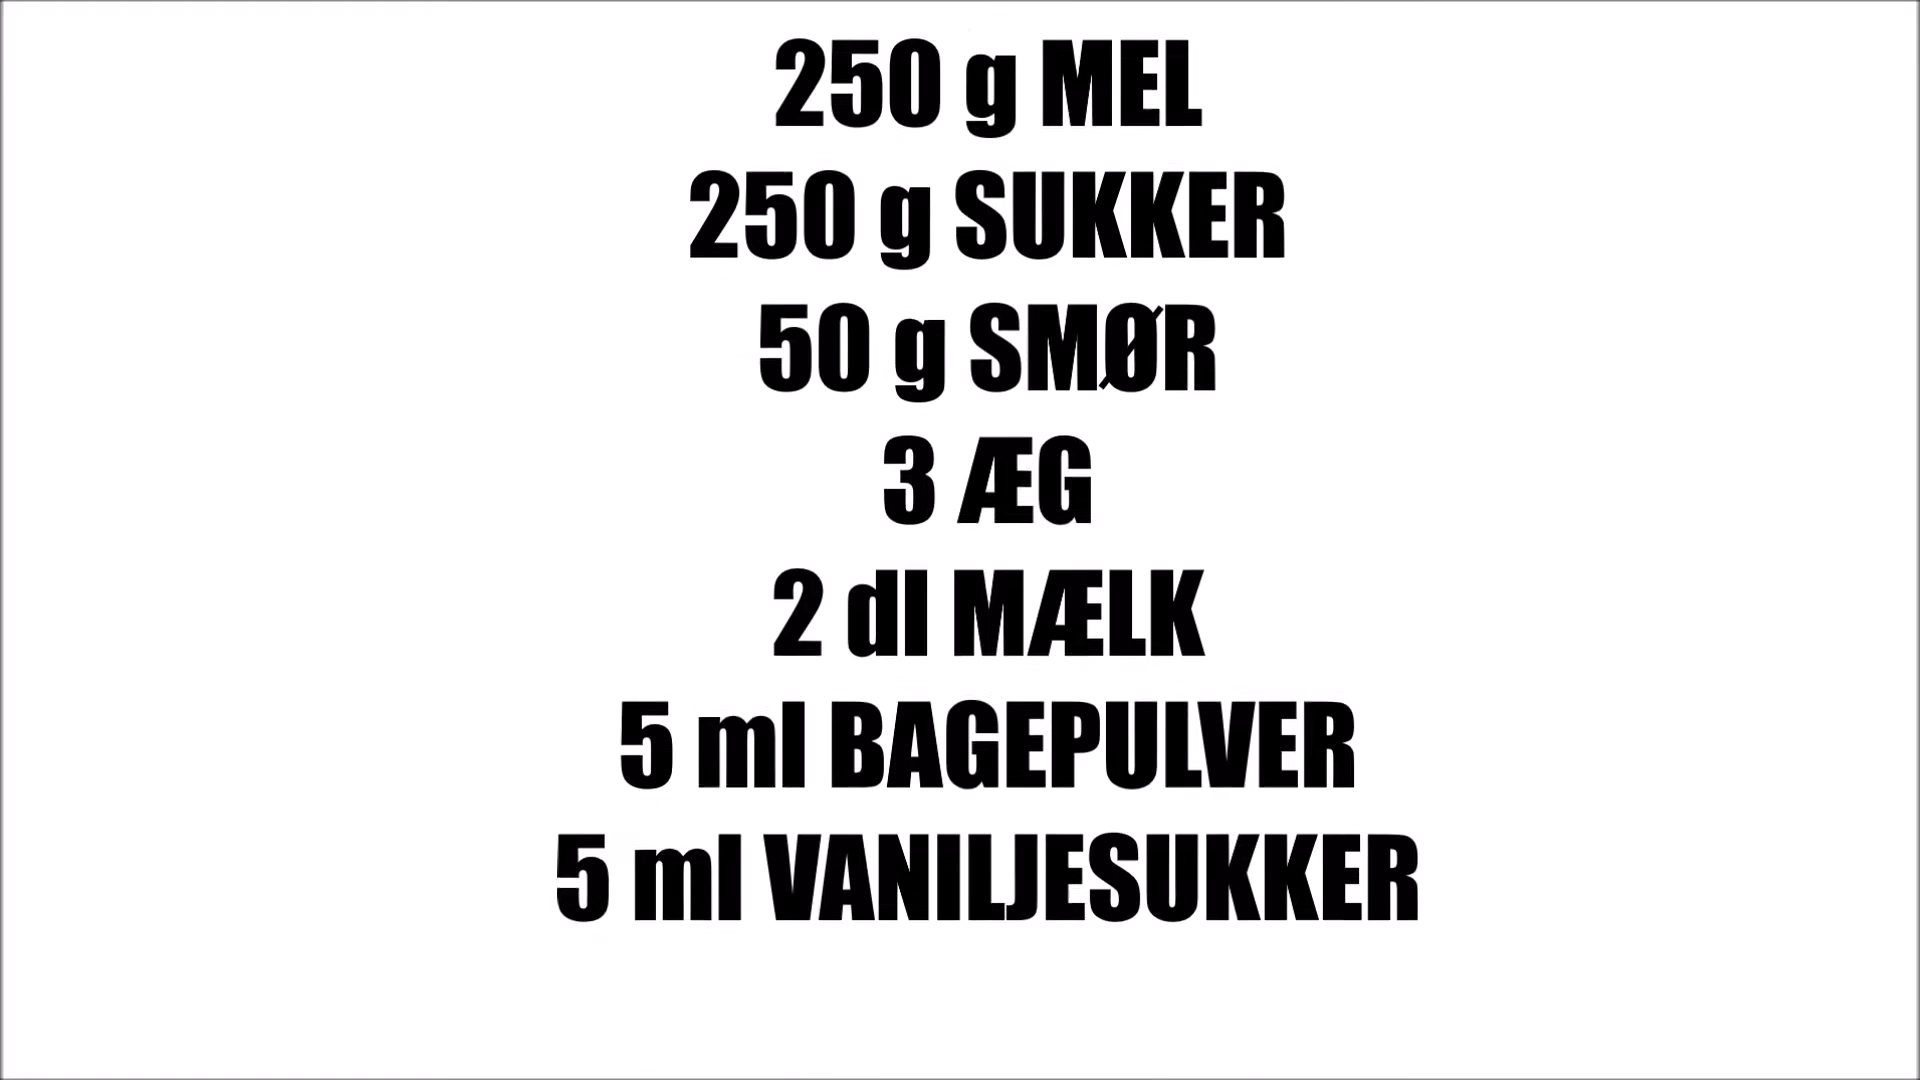 250 g MEL
250 g SUKKER
50 g SMØR
3 ÆG
2 dl MÆLK
5 ml BAGEPULVER
5 ml VANILJESUKKER